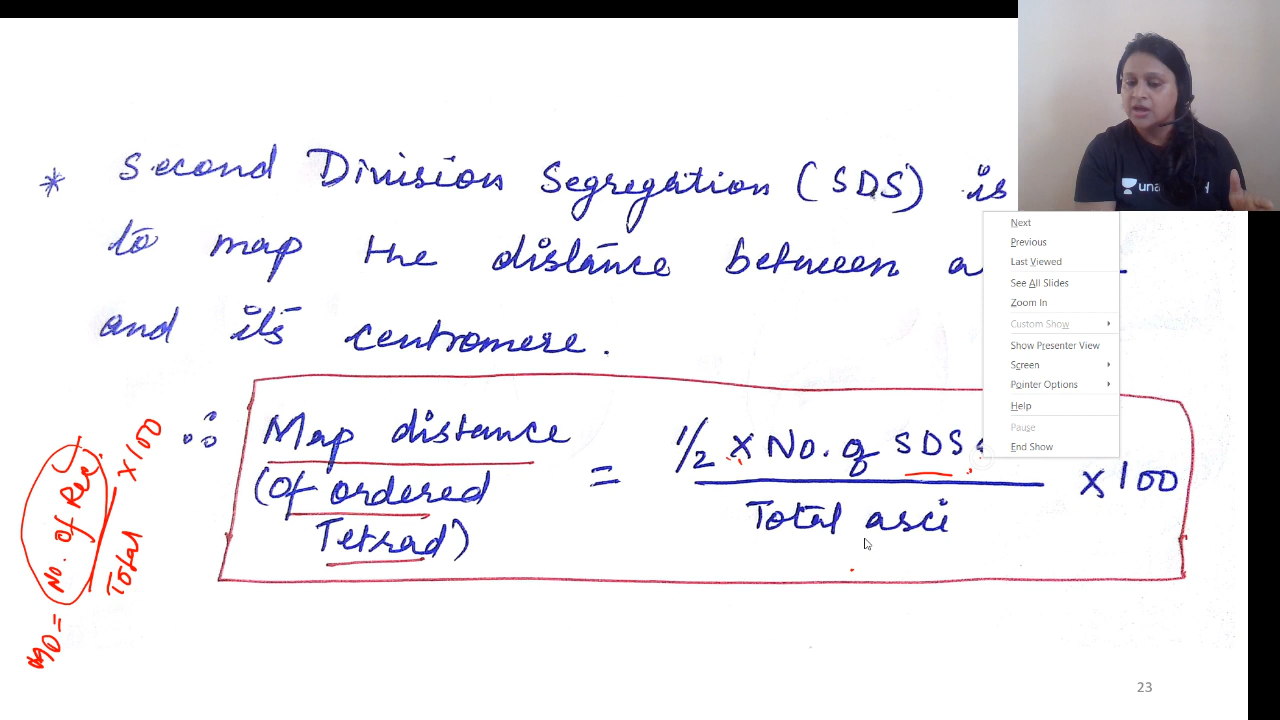 * Second Division Segregation (SDS) is
to map the distance between a
and its centromere.
∴ Map distance
(Of ordered
Tetrad)
=
1/2 X No. of SDS
Total asci
X 100
MD = No. of Rec.
Total
X 100
Next
Previous
Last Viewed
See All Slides
Zoom In
Custom Show
Show Presenter View
Screen
Pointer Options
Help
Pause
End Show
una
23